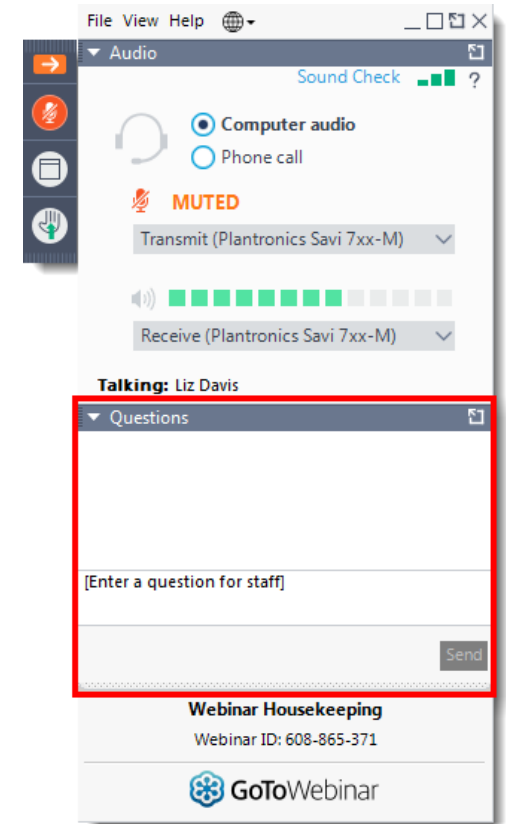 File View Help
Audio
Sound Check ?
Computer audio
Phone call
MUTED
Transmit (Plantronics Savi 7xx-M)
Receive (Plantronics Savi 7xx-M)
Talking: Liz Davis
Questions
[Enter a question for staff]
Send
Webinar Housekeeping
Webinar ID: 608-865-371
GoToWebinar